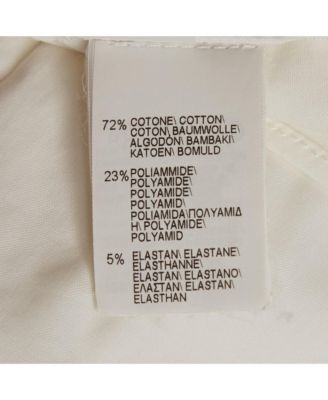 72% COTONE\ COTTON\
COTON\ BAUMWOLLE\
ALGODÓN\ BAMBAKI\
KATOEN\ BOMULD
23% POLIAMMIDE/
POLYAMIDE\
POLYAMIDE/
POLYAMID\
POLIAMIDA\ ΠΟΛΥΑΜΙΔ
Η\ POLYAMIDE/
POLYAMID
5% ELASTAN\ ELASTANE\
ELASTHANNE\
ELASTAN\ ELASTANO\
ΕΛΑΣΤΑΝ\ ELASTAN\
ELASTHAN